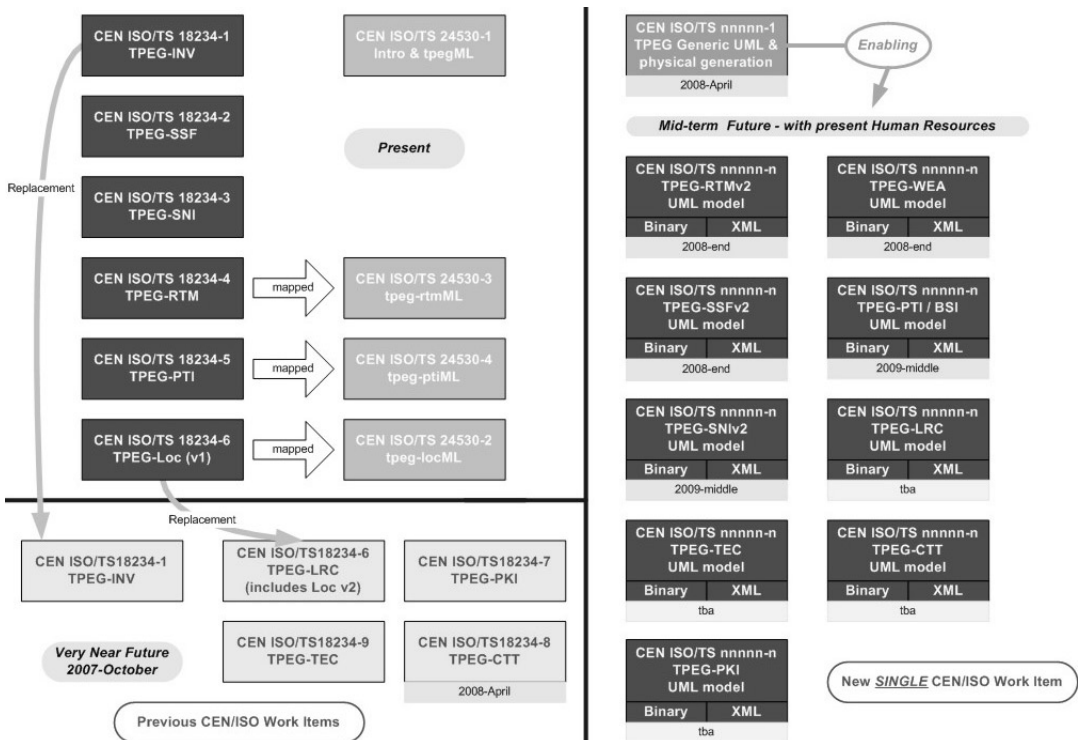 CEN ISO/TS 18234-1
TPEG-INV
CEN ISO/TS 24530-1
Intro & tpegML
CEN ISO/TS 18234-2
TPEG-SSF
Present
Replacement
CEN ISO/TS 18234-3
TPEG-SNI
CEN ISO/TS 18234-4
TPEG-RTM
mapped
CEN ISO/TS 24530-3
tpeg-rtmML
CEN ISO/TS 18234-5
TPEG-PTI
mapped
CEN ISO/TS 24530-4
tpeg-ptiML
CEN ISO/TS 18234-6
TPEG-Loc (v1)
mapped
CEN ISO/TS 24530-2
tpeg-locML
Replacement
CEN ISO/TS18234-1
TPEG-INV
CEN ISO/TS18234-6
TPEG-LRC
(includes Loc v2)
CEN ISO/TS18234-7
TPEG-PKI
Very Near Future
2007-October
CEN ISO/TS18234-9
TPEG-TEC
CEN ISO/TS18234-8
TPEG-CTT
2008-April
Previous CEN/ISO Work Items
CEN ISO/TS nnnnn-1
TPEG Generic UML &
physical generation
2008-April
Enabling
Mid-term Future - with present Human Resources
CEN ISO/TS nnnnn-n
TPEG-RTMv2
UML model
Binary XML
2008-end
CEN ISO/TS nnnnn-n
TPEG-WEA
UML model
Binary XML
2008-end
CEN ISO/TS nnnnn-n
TPEG-SSFv2
UML model
Binary XML
2008-end
CEN ISO/TS nnnnn-n
TPEG-PTI / BSI
UML model
Binary XML
2009-middle
CEN ISO/TS nnnnn-n
TPEG-SNIv2
UML model
Binary XML
2009-middle
CEN ISO/TS nnnnn-n
TPEG-LRC
UML model
Binary XML
tba
CEN ISO/TS nnnnn-n
TPEG-TEC
UML model
Binary XML
tba
CEN ISO/TS nnnnn-n
TPEG-CTT
UML model
Binary XML
tba
CEN ISO/TS nnnnn-n
TPEG-PKI
UML model
Binary XML
tba
New SINGLE CEN/ISO Work Item